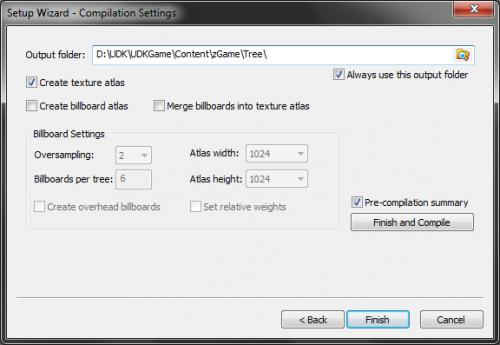 Setup Wizard - Compilation Settings
Output folder: D:\UDK\UDKGame\Content\zGame\Tree\
Create texture atlas
Always use this output folder
Create billboard atlas
Merge billboards into texture atlas
Billboard Settings
Oversampling: 2
Atlas width: 1024
Billboards per tree: 6
Atlas height: 1024
Create overhead billboards
Set relative weights
Pre-compilation summary
Finish and Compile
< Back
Finish
Cancel